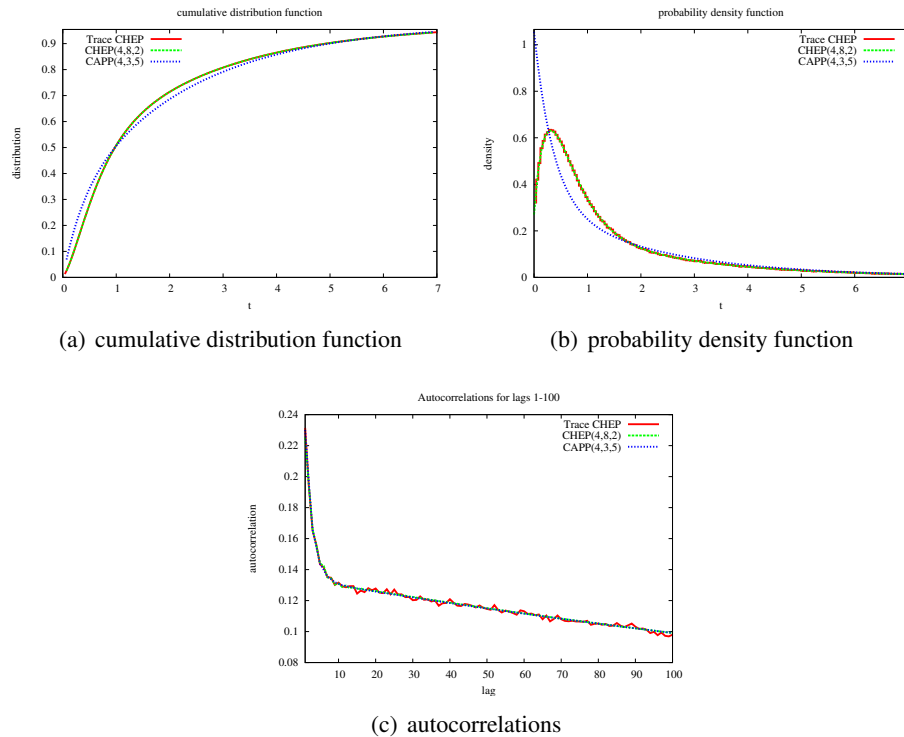 cumulative distribution function
distribution
0.9
0.8
0.7
0.6
0.5
0.4
0.3
0.2
0.1
0
Trace CHEP
CHEP(4,8,2)
CAPP(4,3,5)
0 1 2 3 4 5 6 7
t
(a) cumulative distribution function
probability density function
density
1
0.8
0.6
0.4
0.2
0
Trace CHEP
CHEP(4,8,2)
CAPP(4,3,5)
0 1 2 3 4 5 6
t
(b) probability density function
Autocorrelations for lags 1-100
autocorrelation
0.24
0.22
0.2
0.18
0.16
0.14
0.12
0.1
0.08
Trace CHEP
CHEP(4,8,2)
CAPP(4,3,5)
10 20 30 40 50 60 70 80 90 100
lag
(c) autocorrelations